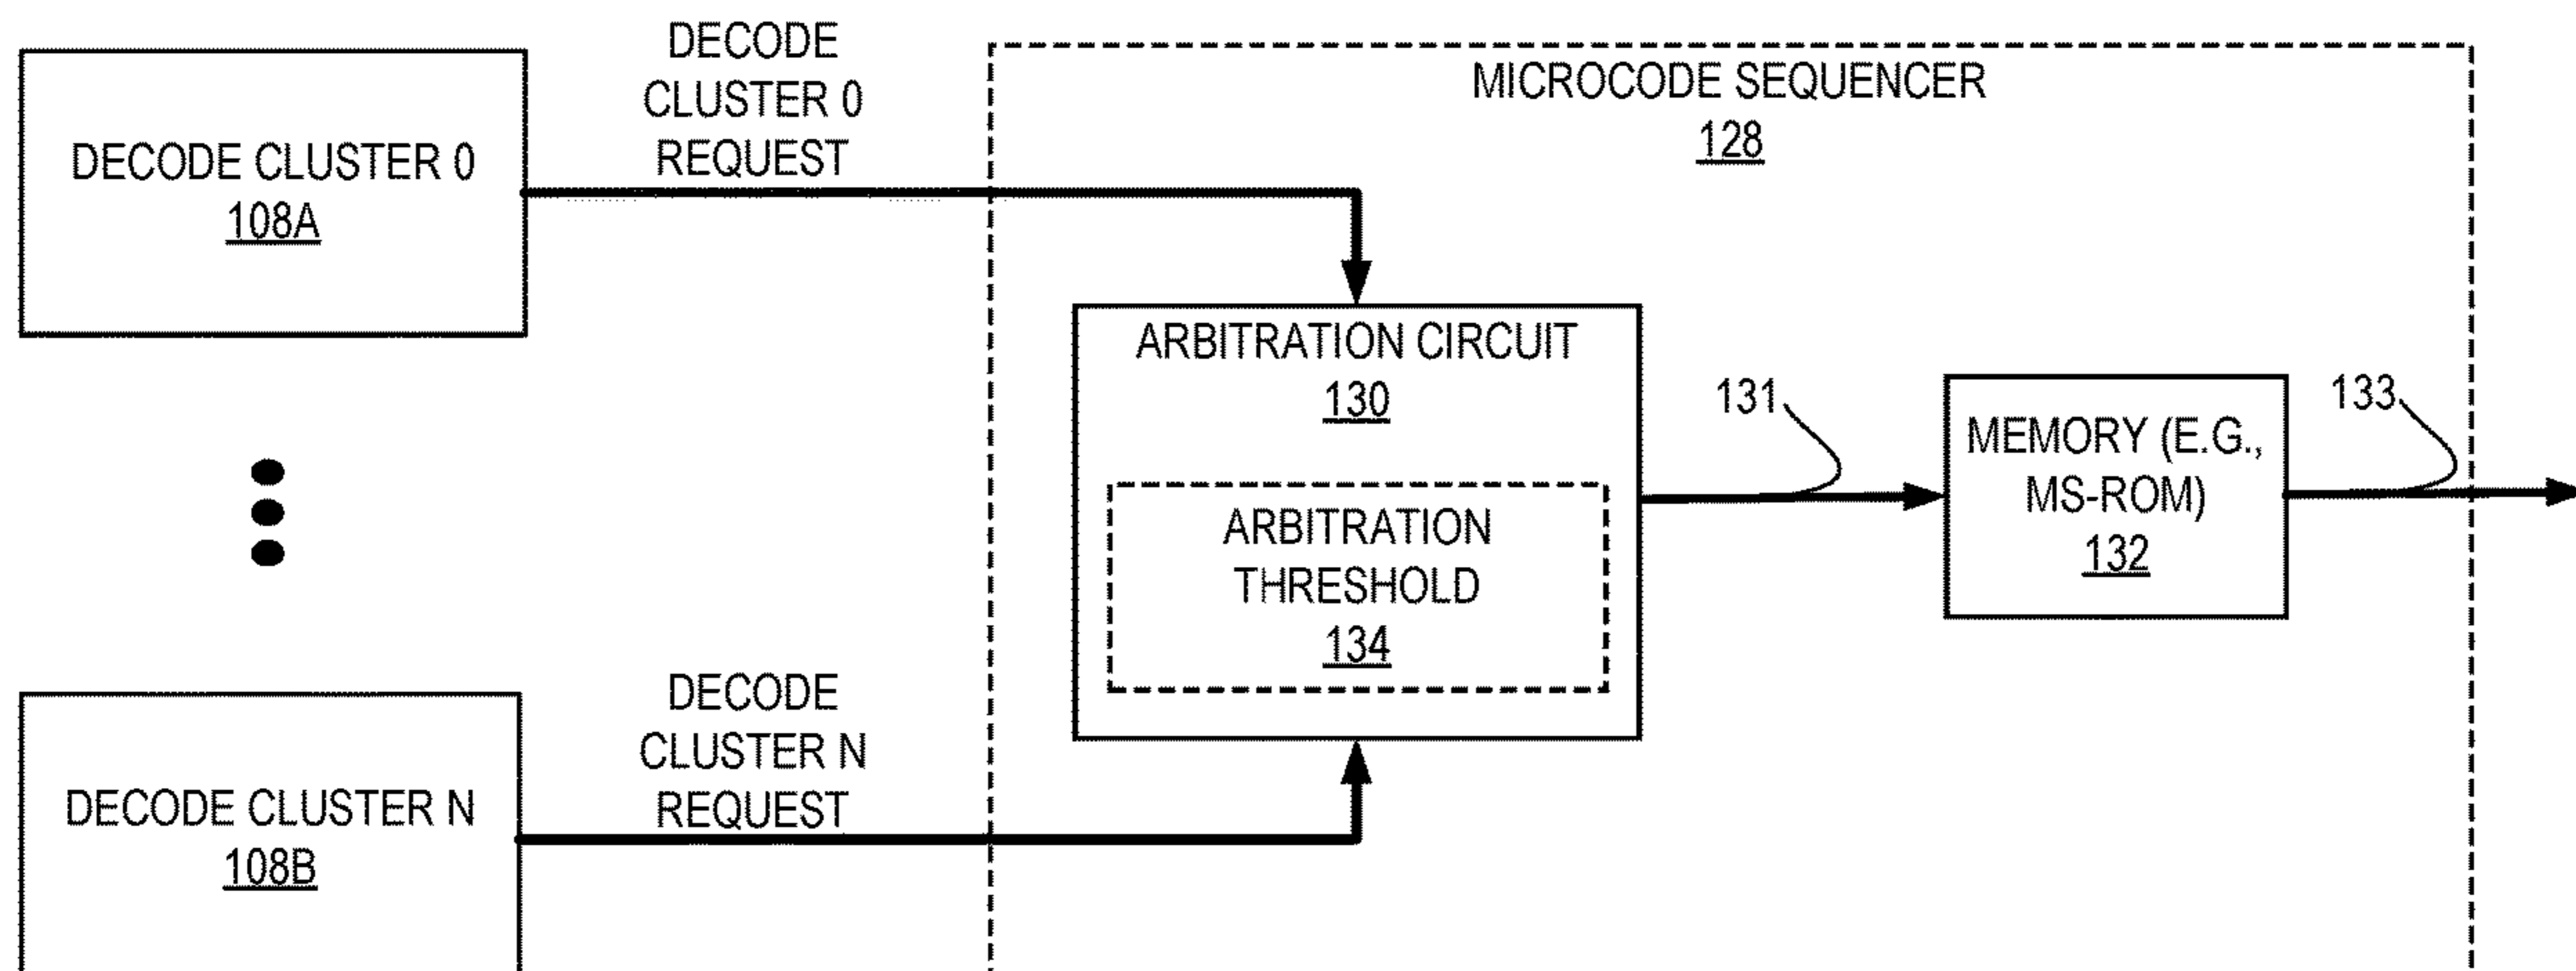 DECODE CLUSTER 0
108A
DECODE
CLUSTER 0
REQUEST
MICROCODE SEQUENCER
128
ARBITRATION CIRCUIT
130
ARBITRATION
THRESHOLD
134
131
MEMORY (E.G.,
MS-ROM)
132
133
DECODE CLUSTER N
108B
DECODE
CLUSTER N
REQUEST